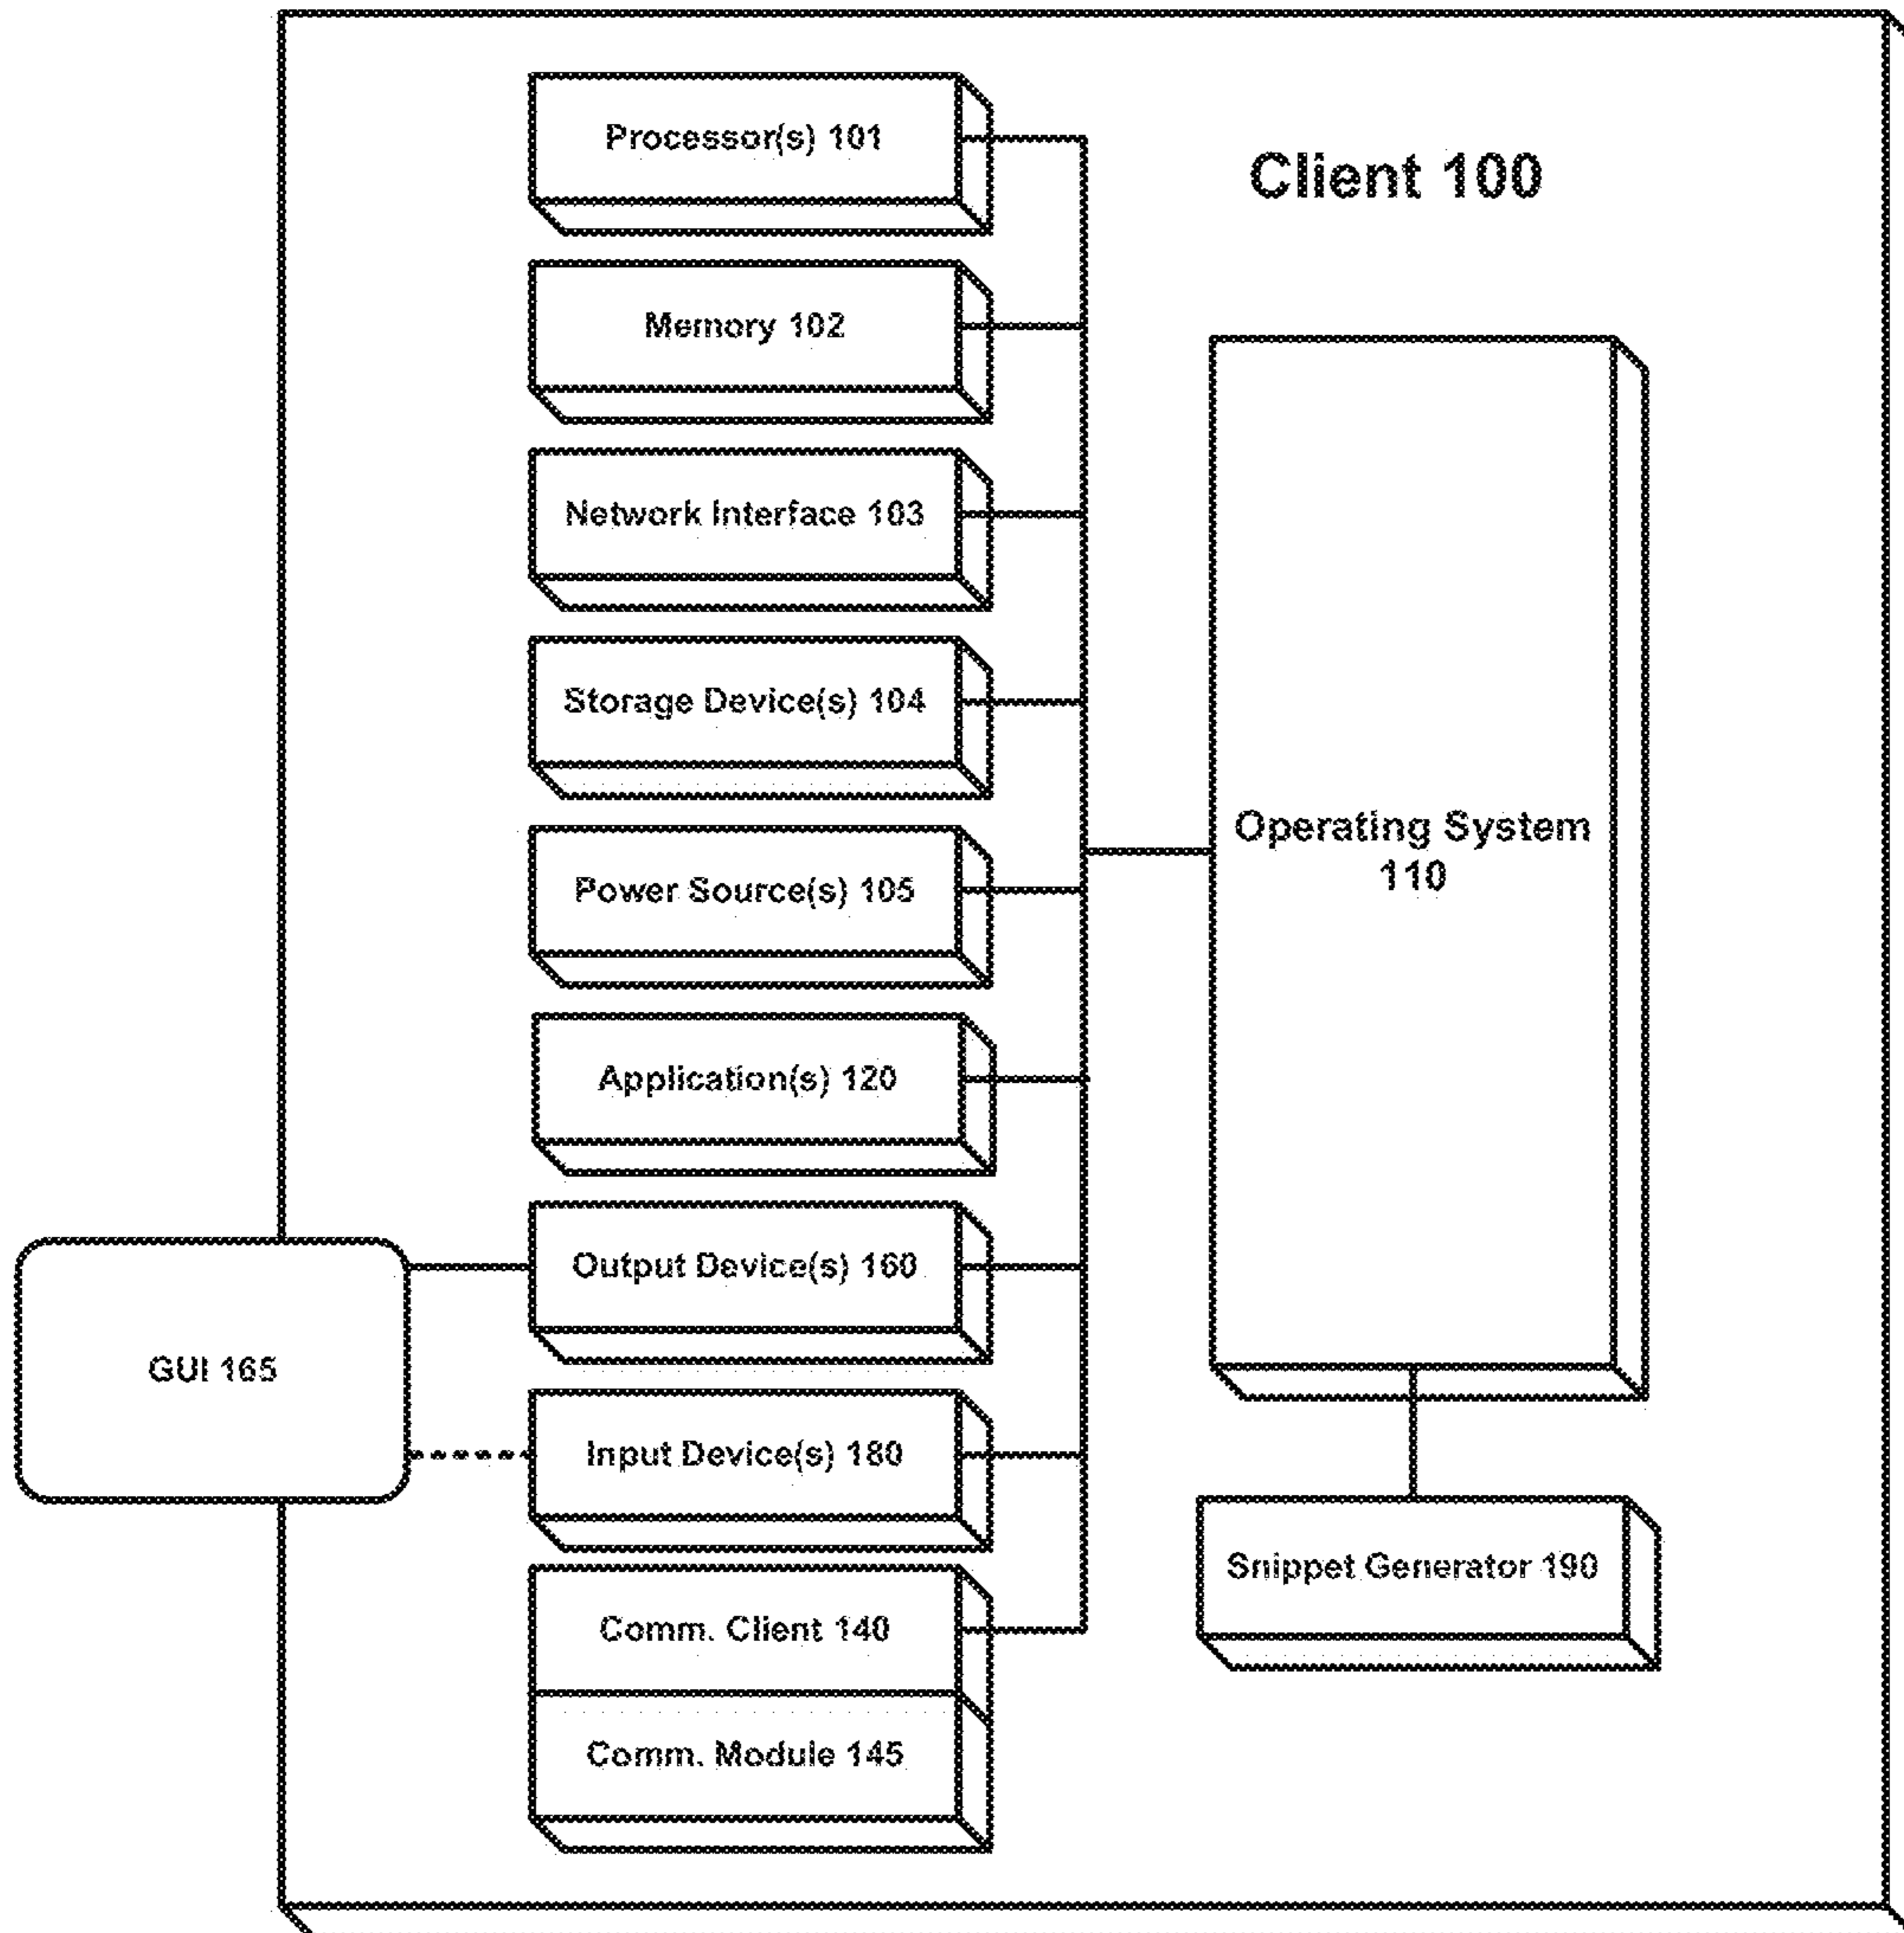 Client 100
Processor(s) 101
Memory 102
Network Interface 103
Storage Device(s) 104
Power Source(s) 105
Application(s) 120
Output Device(s) 160
Input Device(s) 180
Comm. Client 140
Comm. Module 145
GUI 165
Operating System
110
Snippet Generator 190